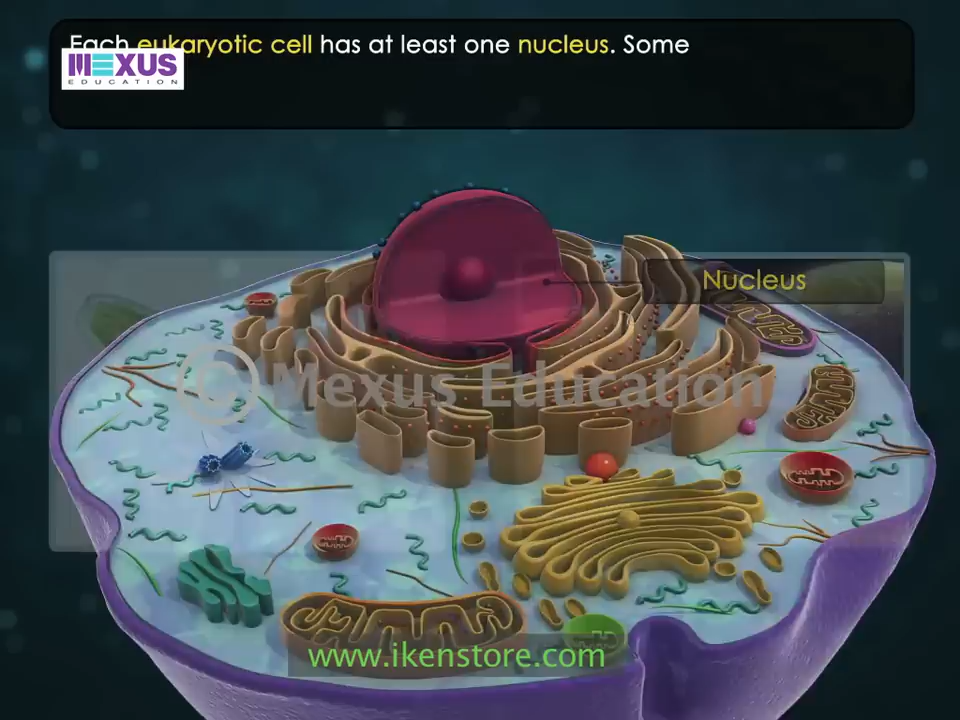 Each eukaryotic cell has at least one nucleus. Some
MEXUS
EDUCATION
Nucleus
© Mexus Education
www.ikenstore.com